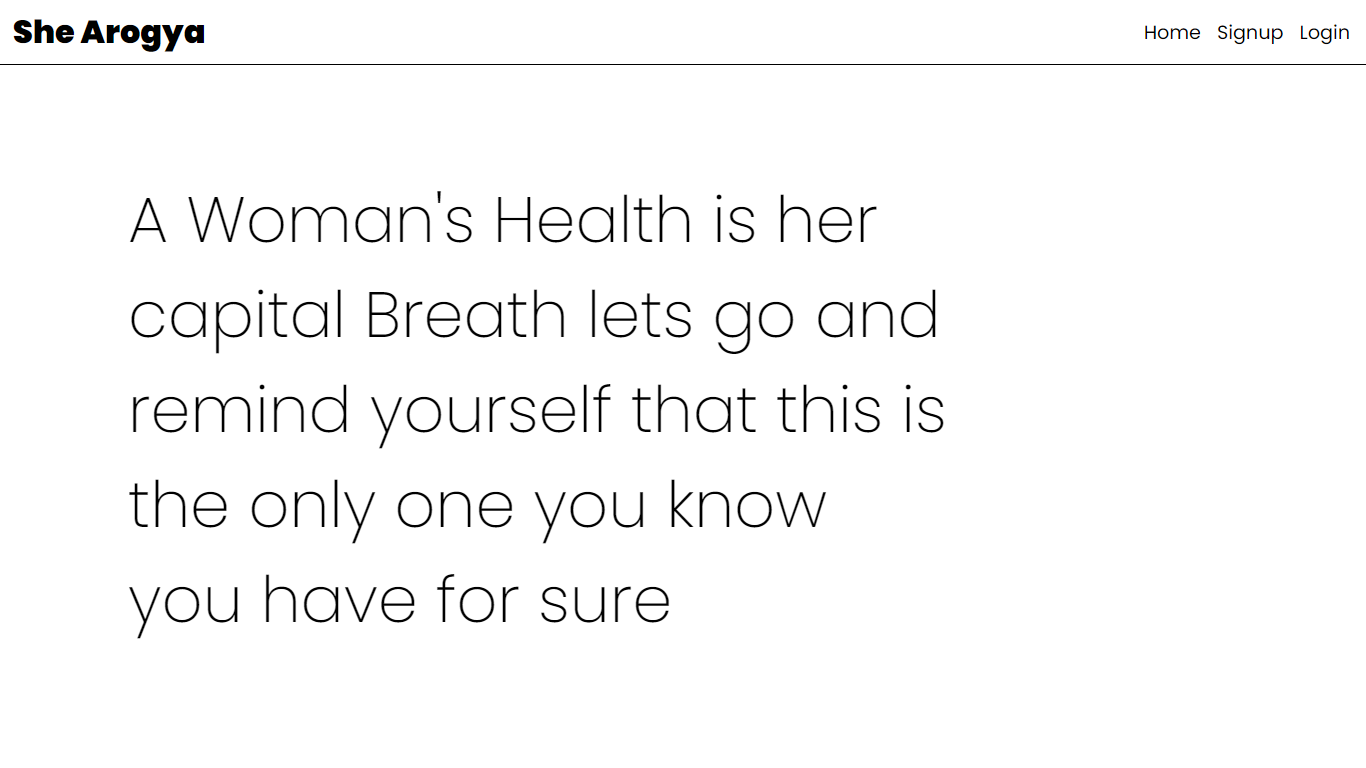 She Arogya
Home Signup Login
A Woman's Health is her
capital Breath lets go and
remind yourself that this is
the only one you know
you have for sure